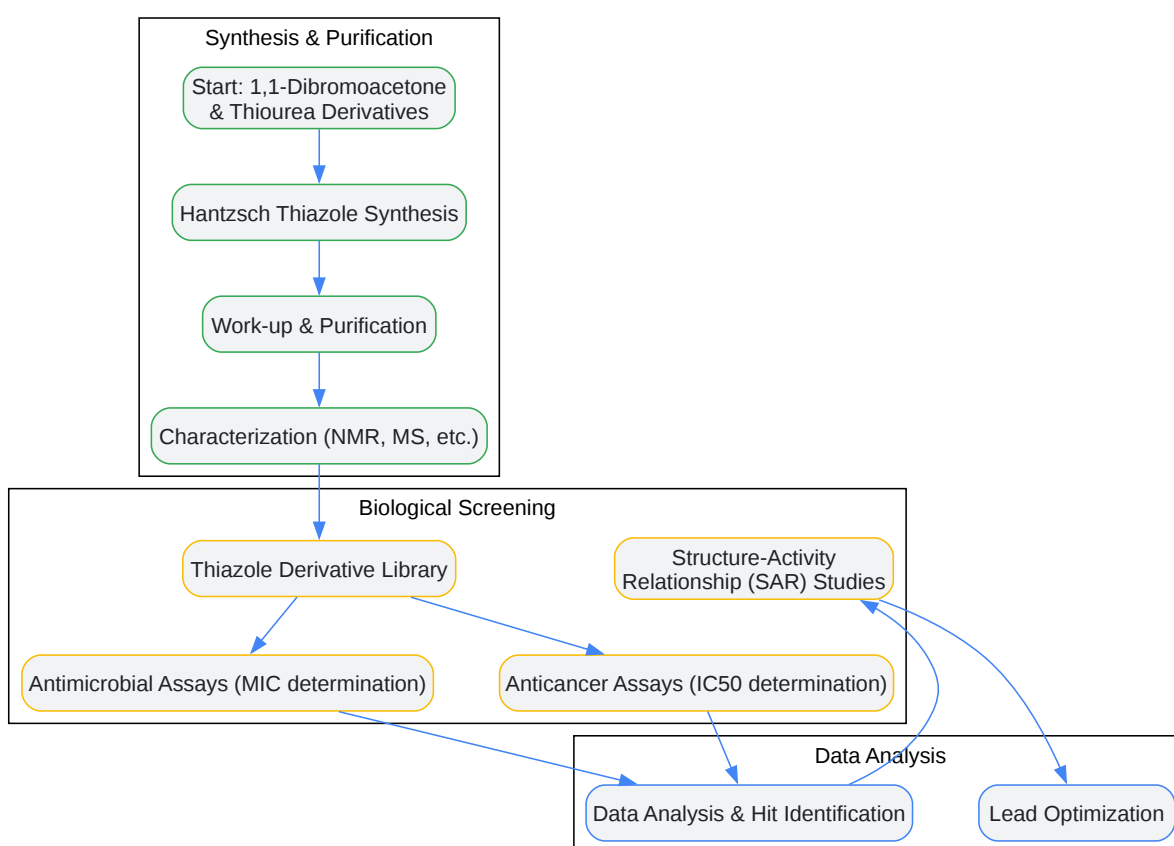 Synthesis & Purification
Start: 1,1-Dibromoacetone
& Thiourea Derivatives
Hantzsch Thiazole Synthesis
Work-up & Purification
Characterization (NMR, MS, etc.)
Biological Screening
Thiazole Derivative Library
Structure-Activity
Relationship (SAR) Studies
Antimicrobial Assays (MIC determination)
Anticancer Assays (IC50 determination)
Data Analysis
Data Analysis & Hit Identification
Lead Optimization